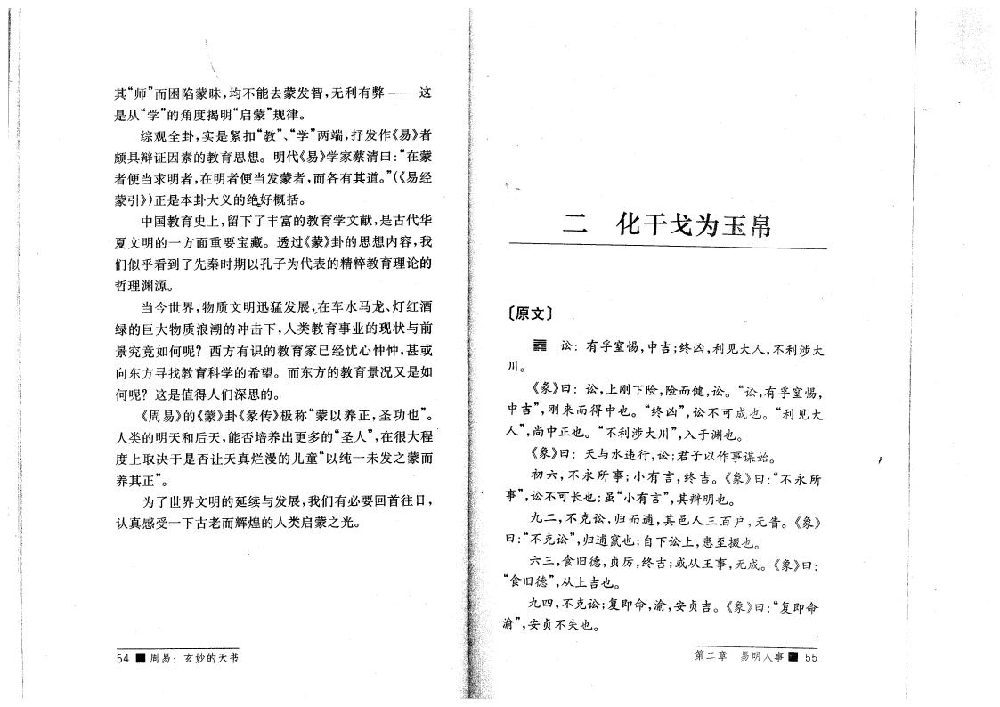 其“师”而困陷蒙昧，均不能去蒙发智，无利有弊——这
是从“学”的角度揭明“启蒙”规律。
综观全卦，实是紧扣“教”、“学”两端，抒发作《易》者
颇具辩证因素的教育思想。明代《易》学家蔡清曰：“在蒙
者便当求明者，在明者便当发蒙者，而各有其道。”（《易经
蒙引》）正是本卦大义的绝好概括。
中国教育史上，留下了丰富的教育学文献，是古代华
夏文明的一方面重要宝藏。透过《蒙》卦的思想内容，我
们似乎看到了先秦时期以孔子为代表的精粹教育理论的
哲理渊源。
当今世界，物质文明迅猛发展，在车水马龙、灯红酒
绿的巨大物质浪潮的冲击下，人类教育事业的现状与前
景究竟如何呢？西方有识的教育家已经忧心忡忡，甚或
向东方寻找教育科学的希望。而东方的教育景况又是如
何呢？这是值得人们深思的。
《周易》的《蒙》卦《彖传》极称“蒙以养正，圣功也”。
人类的明天和后天，能否培养出更多的“圣人”，在很大程
度上取决于是否让天真烂漫的儿童“以纯一未发之蒙而
养其正”。
为了世界文明的延续与发展，我们有必要回首往日，
认真感受一下古老而辉煌的人类启蒙之光。
54 ■ 周易：玄妙的天书
二 化干戈为玉帛
〔原文〕
䷅ 讼：有孚窒惕，中吉；终凶，利见大人，不利涉大
川。
《彖》曰：讼，上刚下险，险而健，讼。“讼，有孚窒惕，
中吉”，刚来而得中也。“终凶”，讼不可成也。“利见大
人”，尚中正也。“不利涉大川”，入于渊也。
《象》曰：天与水违行，讼；君子以作事谋始。
初六，不永所事；小有言，终吉。《象》曰：“不永所
事”，讼不可长也；虽“小有言”，其辩明也。
九二，不克讼，归而逋，其邑人三百户，无眚。《象》
曰：“不克讼”，归逋窜也；自下讼上，患至掇也。
六三，食旧德，贞厉，终吉；或从王事，无成。《象》曰：
“食旧德”，从上吉也。
九四，不克讼；复即命，渝，安贞吉。《象》曰：“复即命
渝”，安贞不失也。
第二章 易明人事 ■ 55